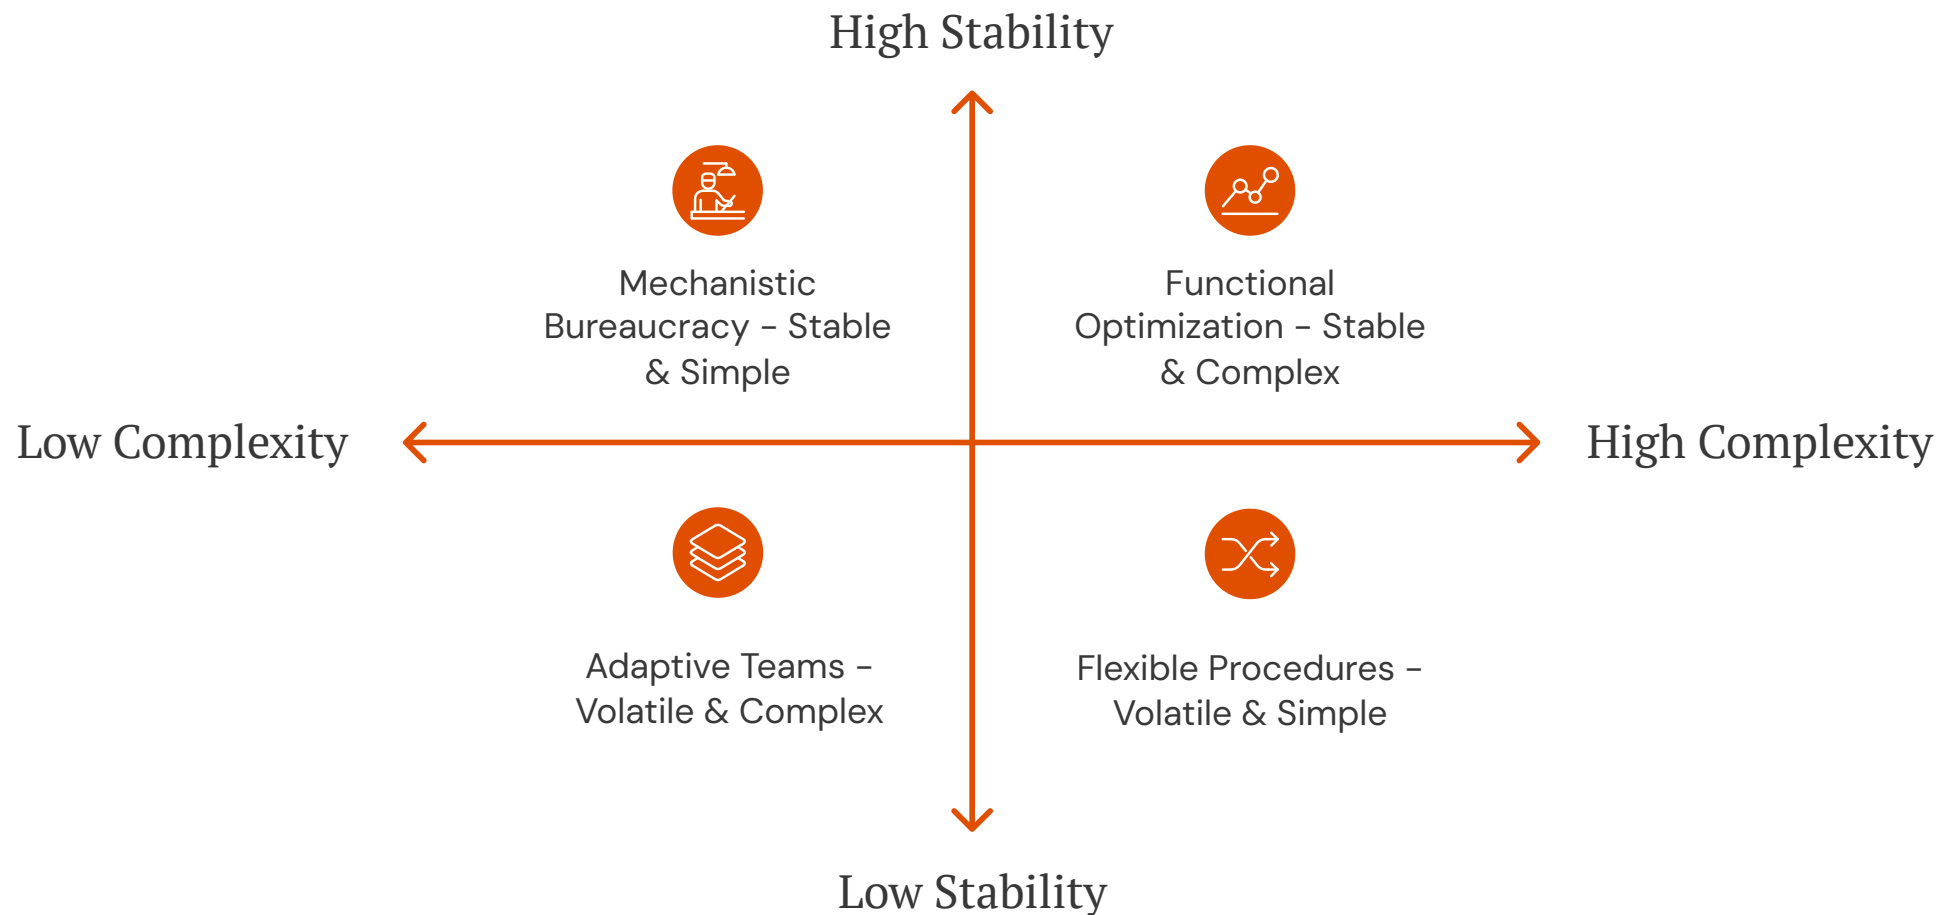 High Stability
Mechanistic
Bureaucracy – Stable
& Simple
Functional
Optimization – Stable
& Complex
Low Complexity
High Complexity
Adaptive Teams –
Volatile & Complex
Flexible Procedures –
Volatile & Simple
Low Stability